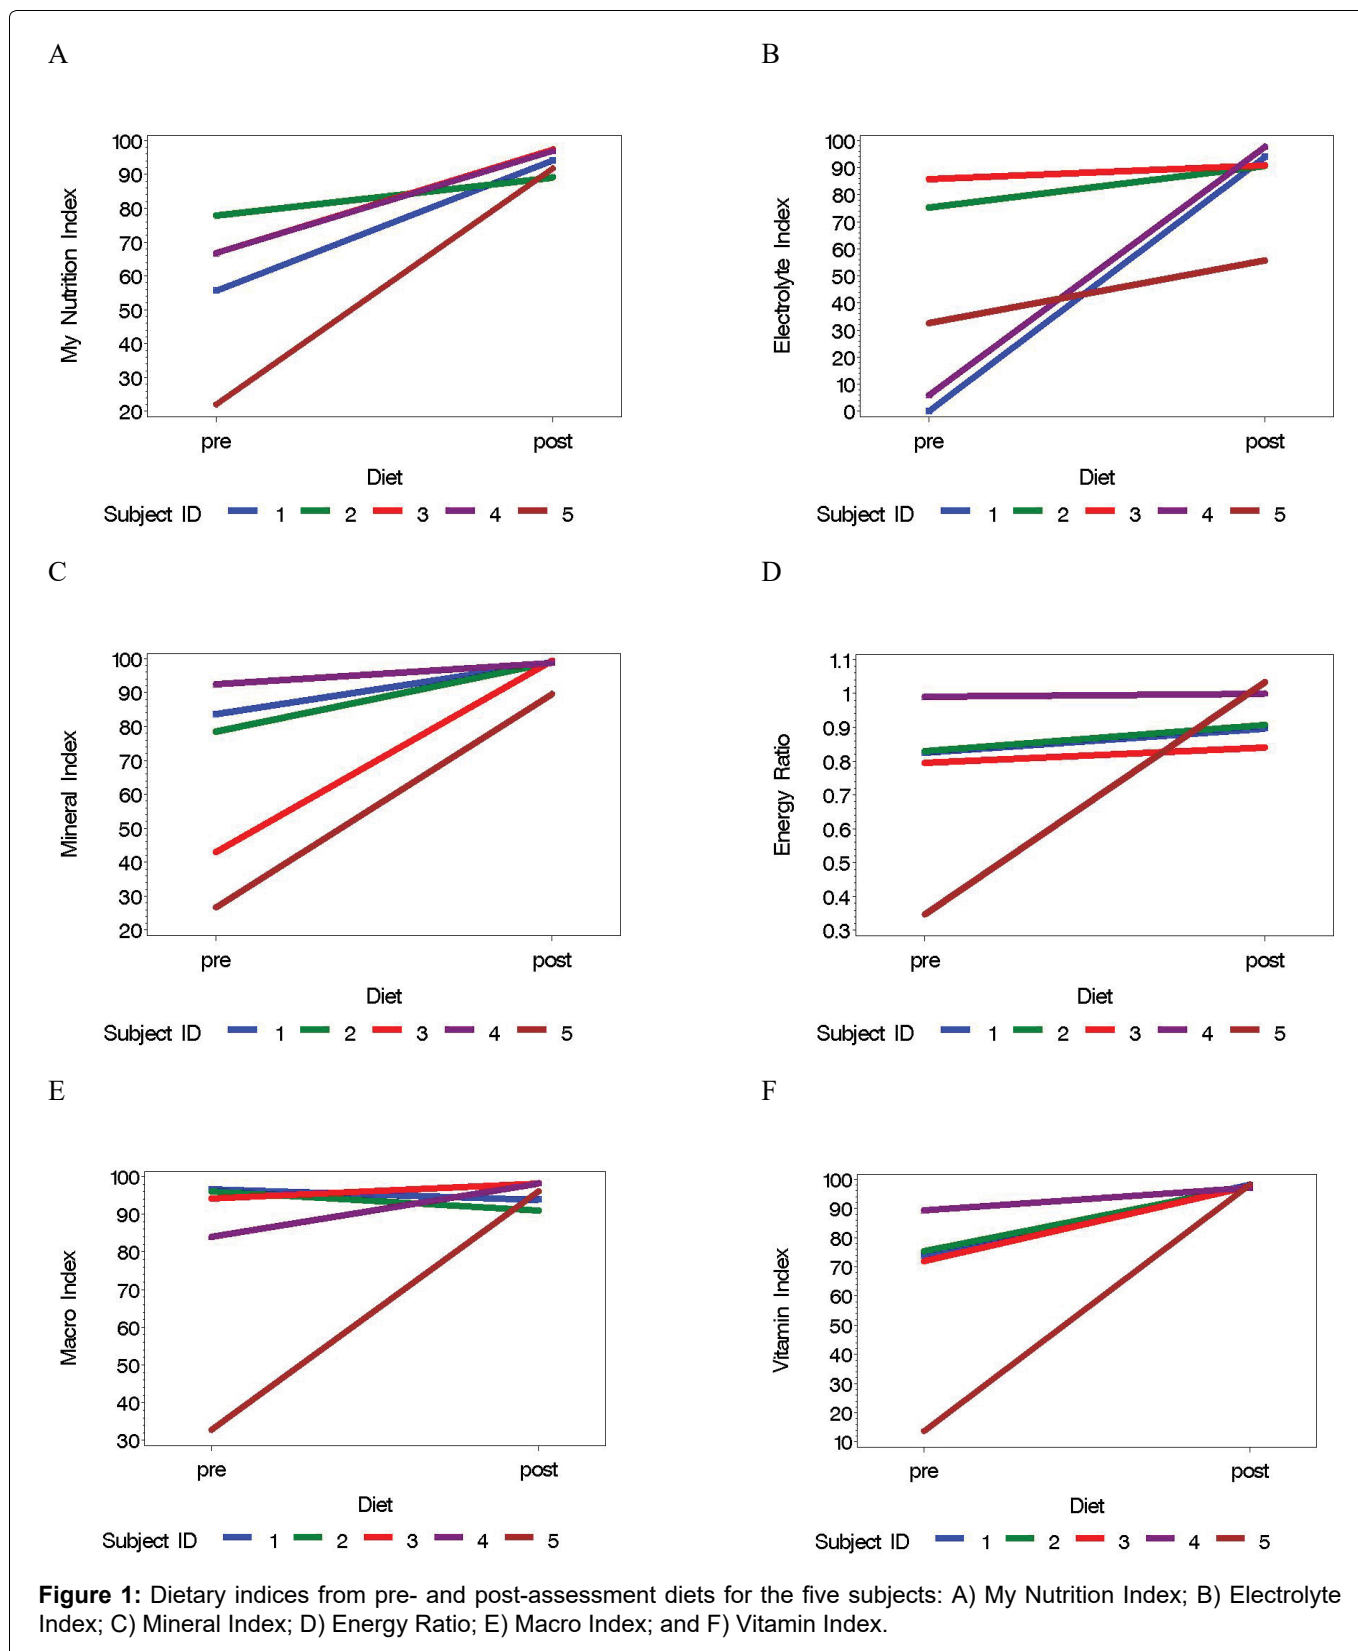 A
My Nutrition Index
100
90
80
70
60
50
40
30
20
pre post
Diet
Subject ID 1 2 3 4 5
B
Electrolyte Index
100
90
80
70
60
50
40
30
20
10
0
pre post
Diet
Subject ID 1 2 3 4 5
C
Mineral Index
100
90
80
70
60
50
40
30
20
pre post
Diet
Subject ID 1 2 3 4 5
D
Energy Ratio
1.1
1
0.9
0.8
0.7
0.6
0.5
0.4
0.3
pre post
Diet
Subject ID 1 2 3 4 5
E
Macro Index
100
90
80
70
60
50
40
30
pre post
Diet
Subject ID 1 2 3 4 5
F
Vitamin Index
100
90
80
70
60
50
40
30
20
10
pre post
Diet
Subject ID 1 2 3 4 5
Figure 1: Dietary indices from pre- and post-assessment diets for the five subjects: A) My Nutrition Index; B) Electrolyte
Index; C) Mineral Index; D) Energy Ratio; E) Macro Index; and F) Vitamin Index.